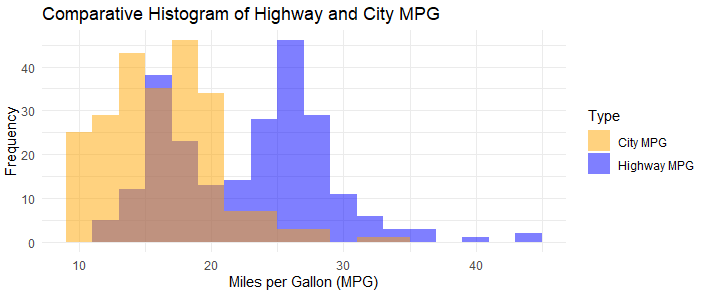 Comparative Histogram of Highway and City MPG
Frequency
40
30
20
10
0
10 20 30 40
Miles per Gallon (MPG)
Type
City MPG
Highway MPG